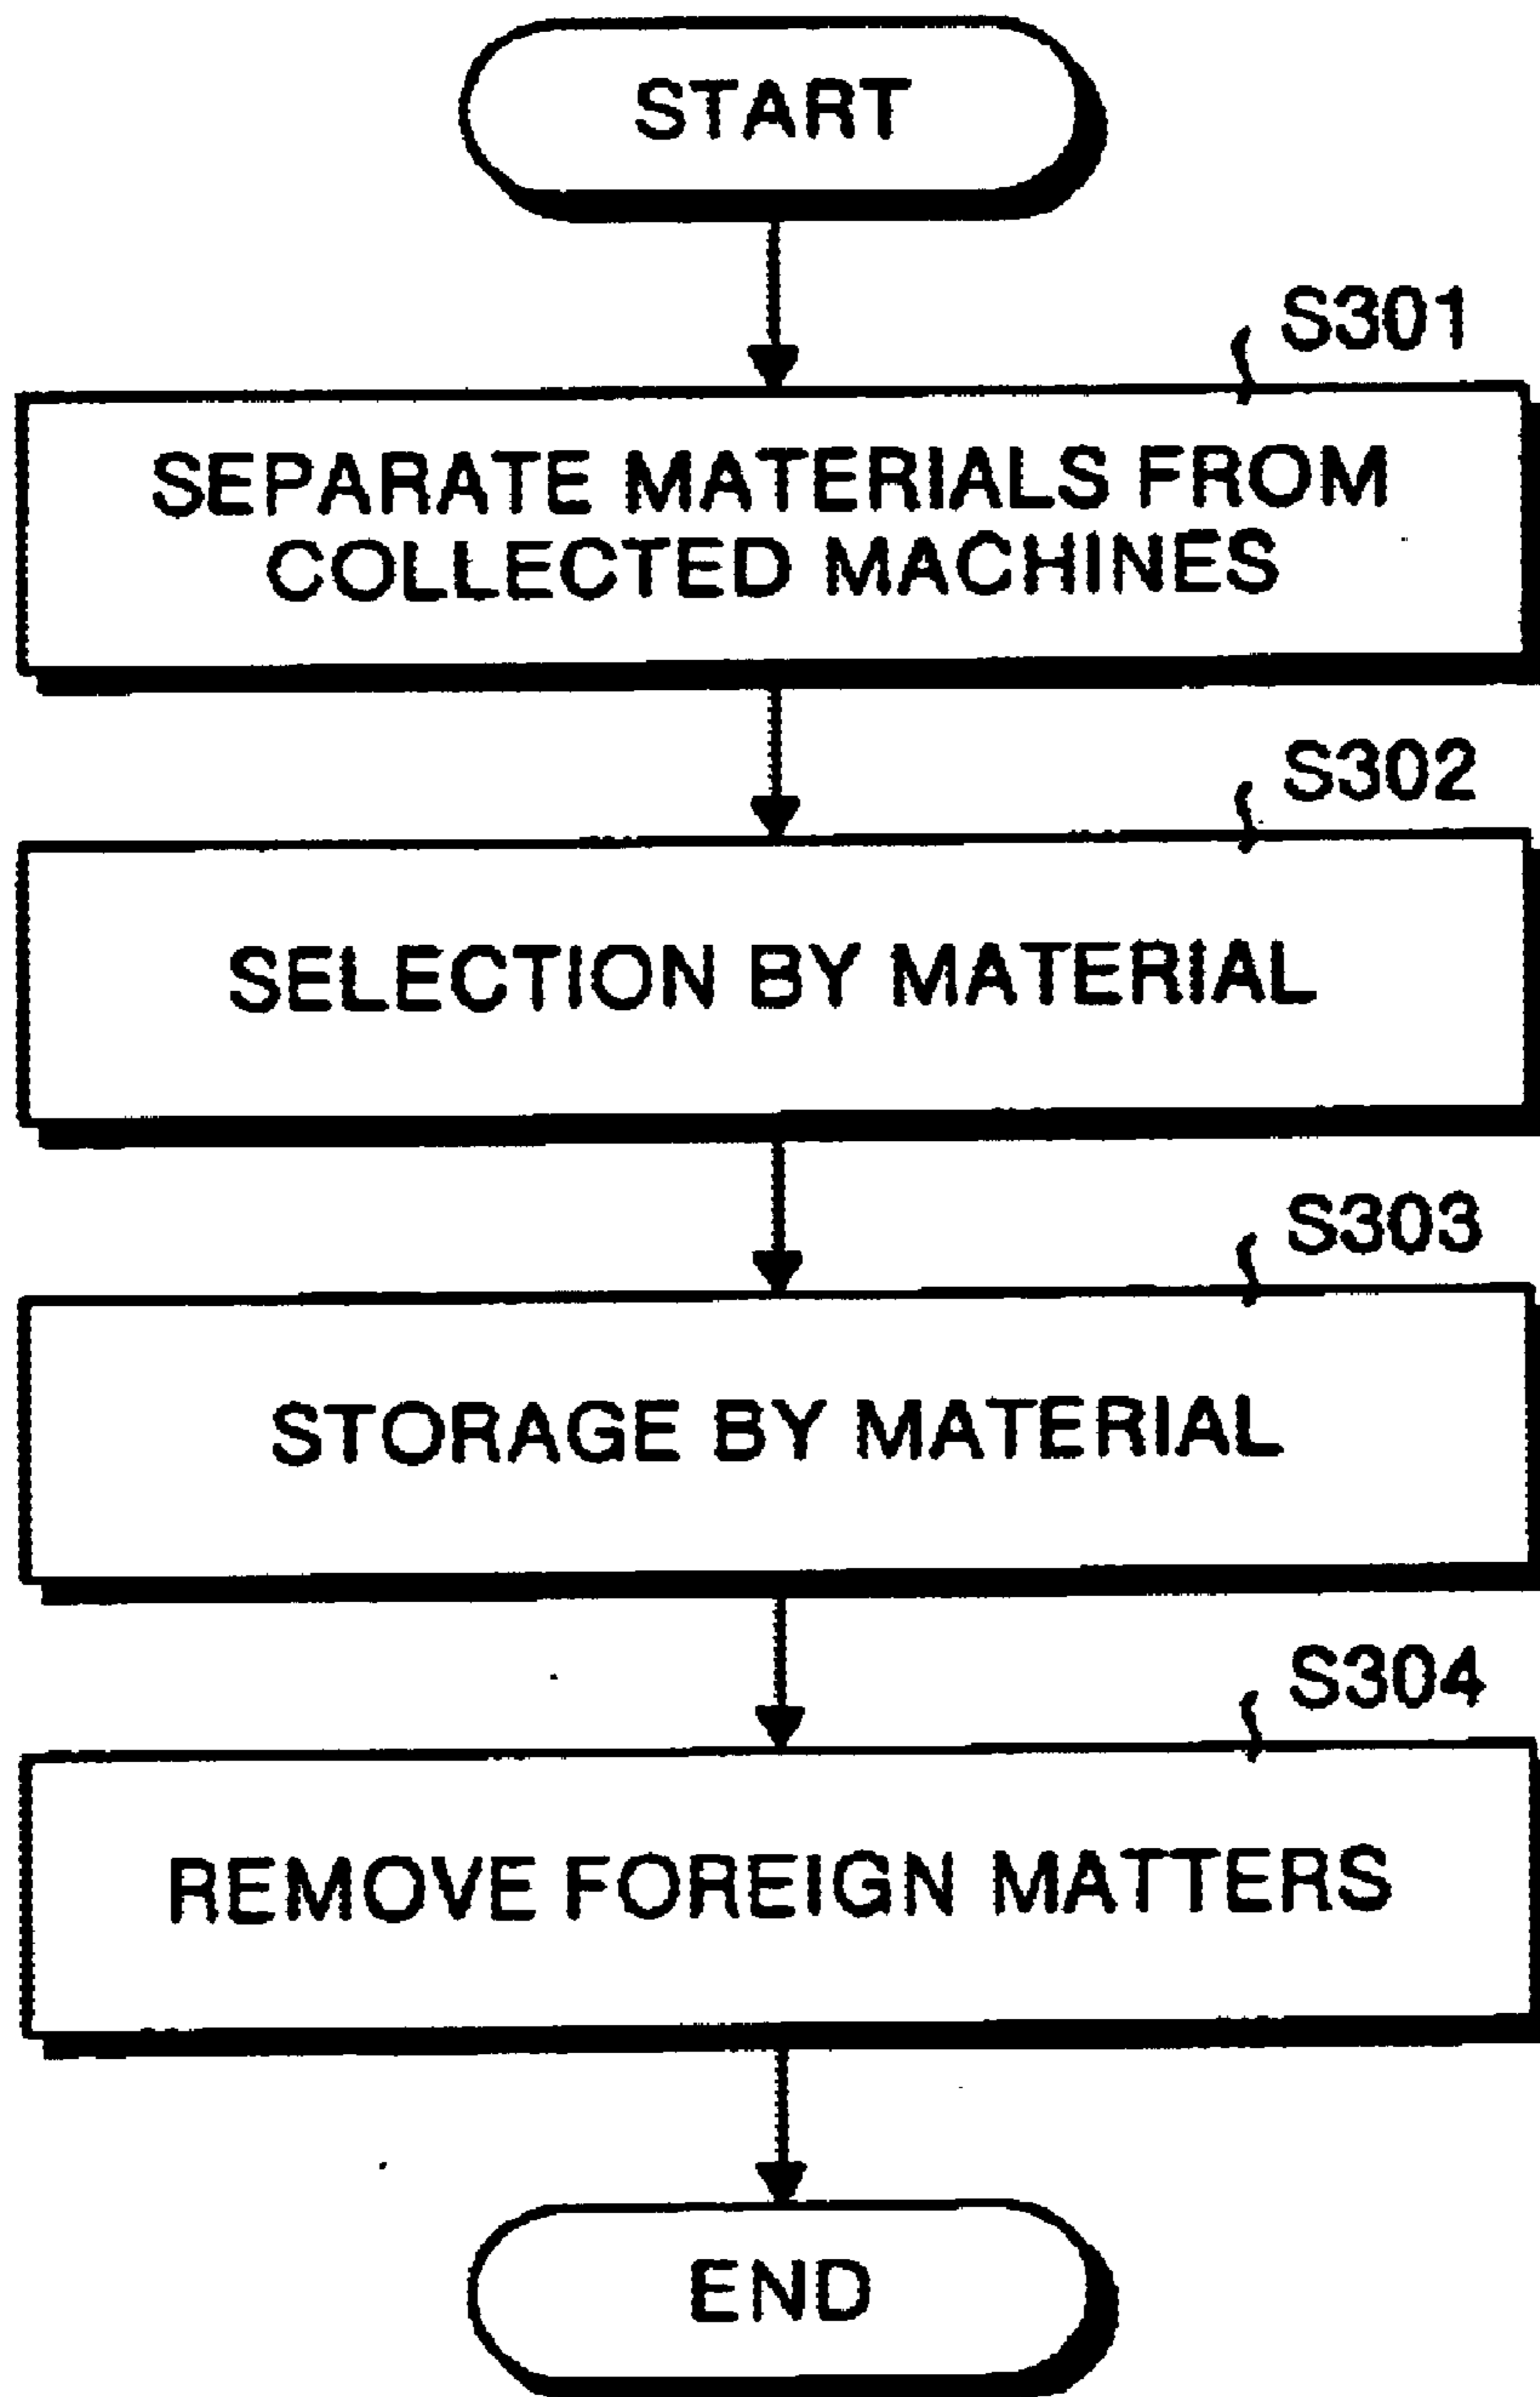 START
S301
SEPARATE MATERIALS FROM
COLLECTED MACHINES
S302
SELECTION BY MATERIAL
S303
STORAGE BY MATERIAL
S304
REMOVE FOREIGN MATTERS
END